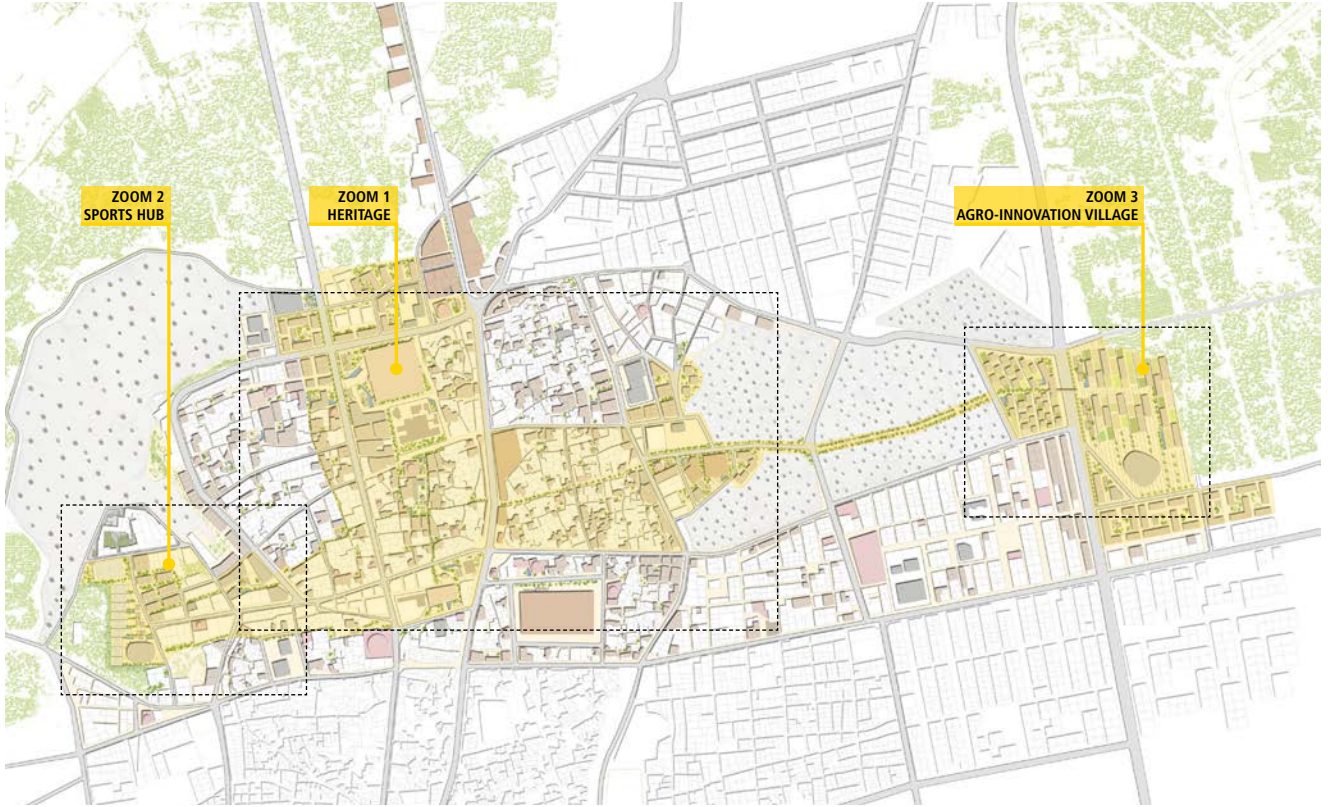 ZOOM 2
SPORTS HUB
ZOOM 1
HERITAGE
ZOOM 3
AGRO-INNOVATION VILLAGE